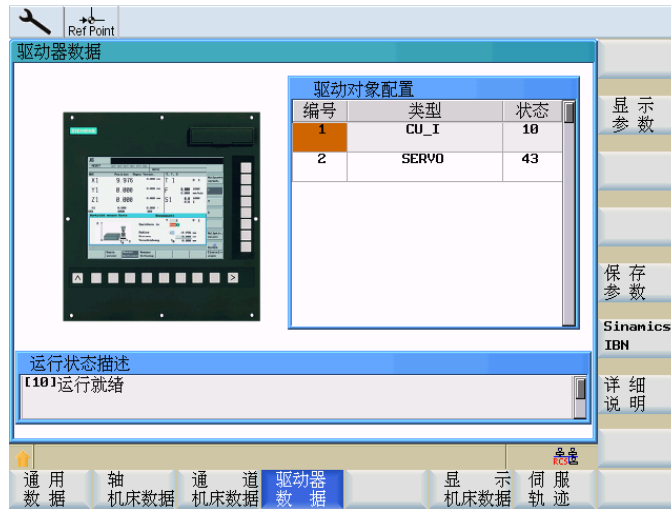 Ref Point
驱动器数据
驱动对象配置
编号 类型 状态
1 CU_I 10
2 SERVO 43
显示
参数
保存
参数
Sinamics
IBN
运行状态描述
[10]运行就绪
详细
说明
RCS
通用
数据
轴
机床数据
通道
机床数据
驱动器
数据
显示
机床数据
伺服
轨迹